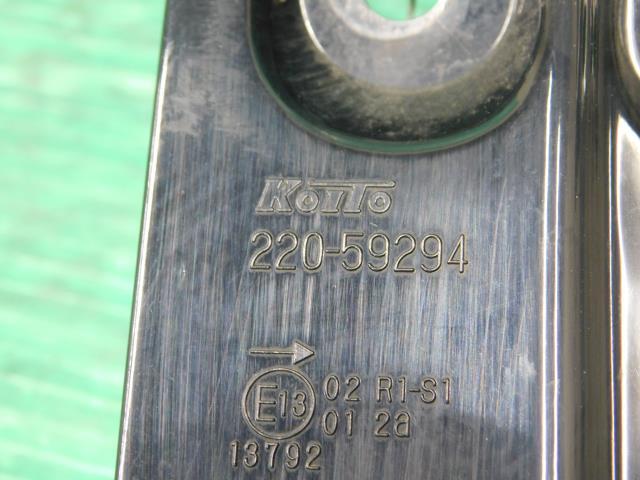 KoITo
220-59294
→
E13 02 R1-S1
01 2a
13792